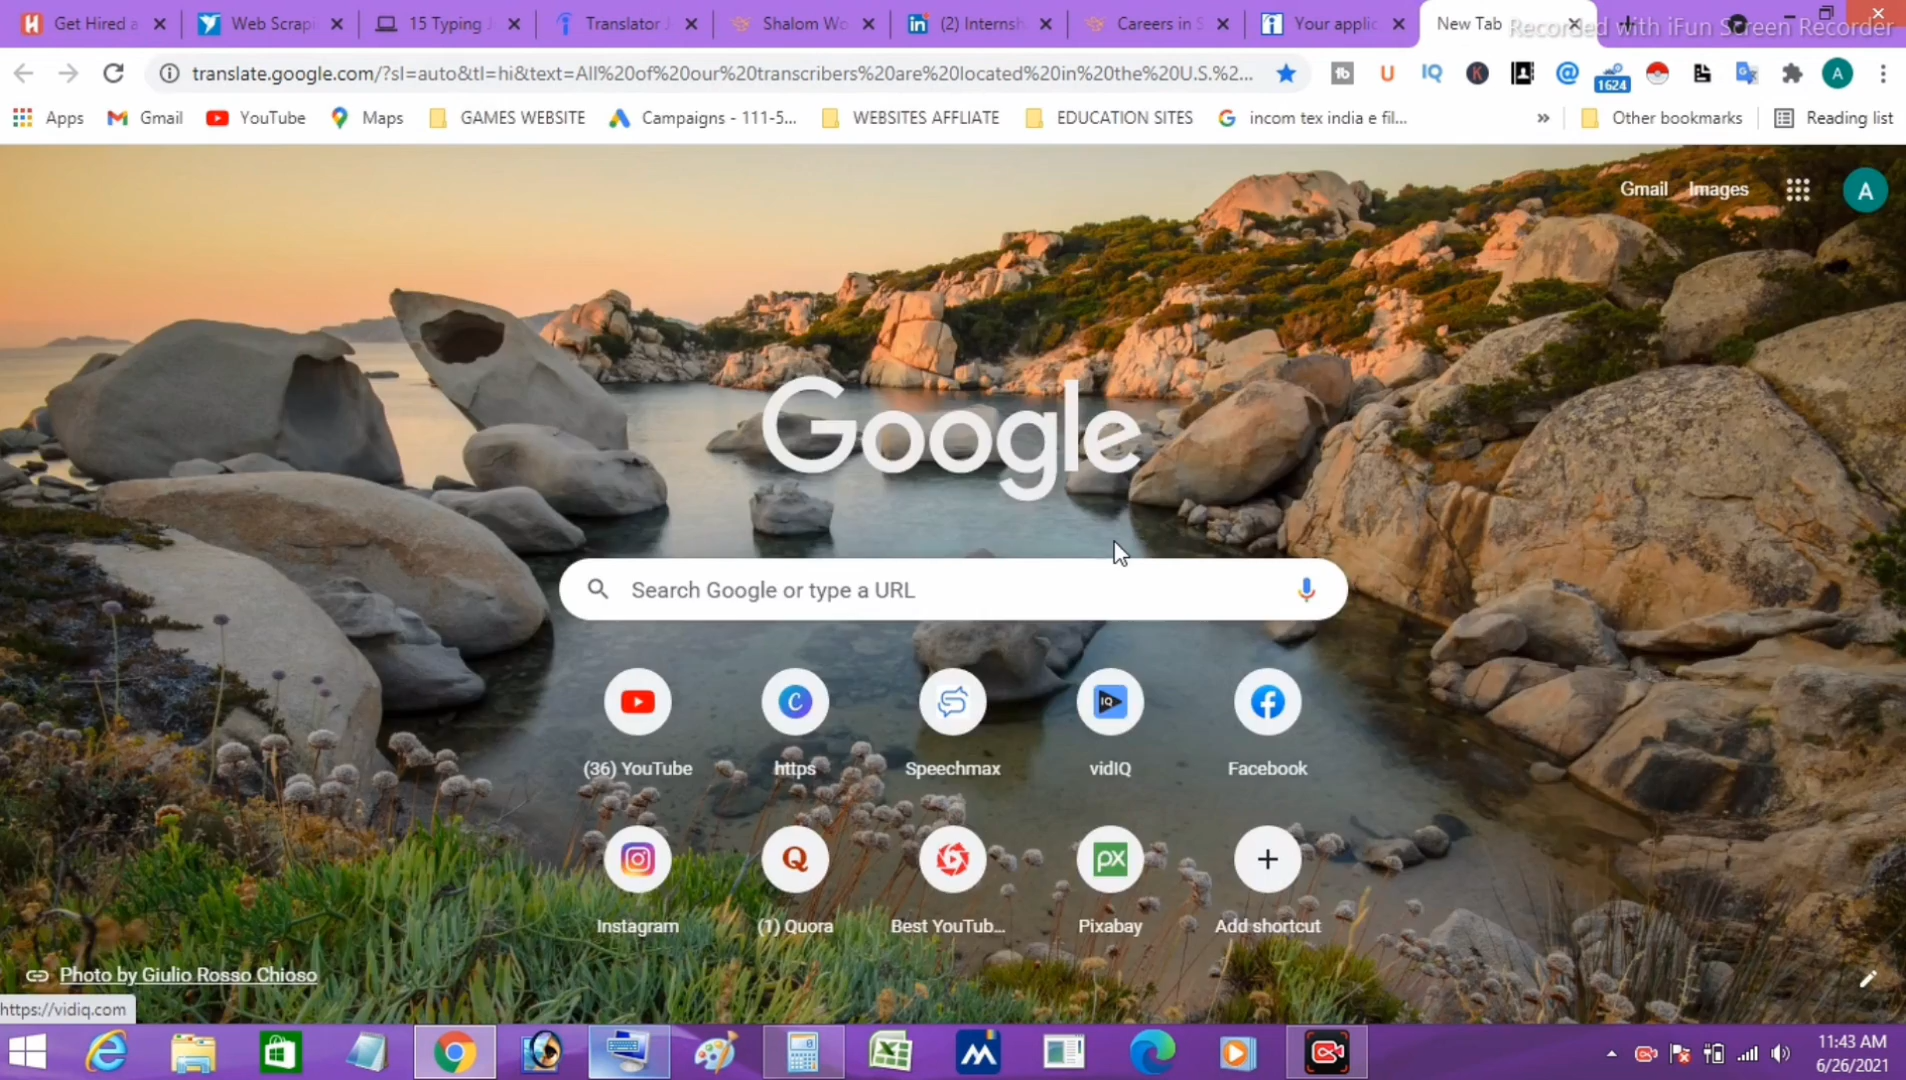 Get Hired a
Web Scrapi
15 Typing J
Translator J
Shalom Wo
(2) Internsh
Careers in S
Your applic
New Tab
Recorded with iFun Screen Recorder
translate.google.com/?sl=auto&tl=hi&text=All%20of%20our%20transcribers%20are%20located%20in%20the%20U.S.%2...
1624
A
Apps
Gmail
YouTube
Maps
GAMES WEBSITE
Campaigns - 111-5...
WEBSITES AFFLIATE
EDUCATION SITES
incom tex india e fil...
»
Other bookmarks
Reading list
Gmail
Images
A
Google
Search Google or type a URL
(36) YouTube
https
Speechmax
vidIQ
Facebook
Instagram
(1) Quora
Best YouTub...
Pixabay
Add shortcut
Photo by Giulio Rosso Chioso
https://vidiq.com
11:43 AM
6/26/2021